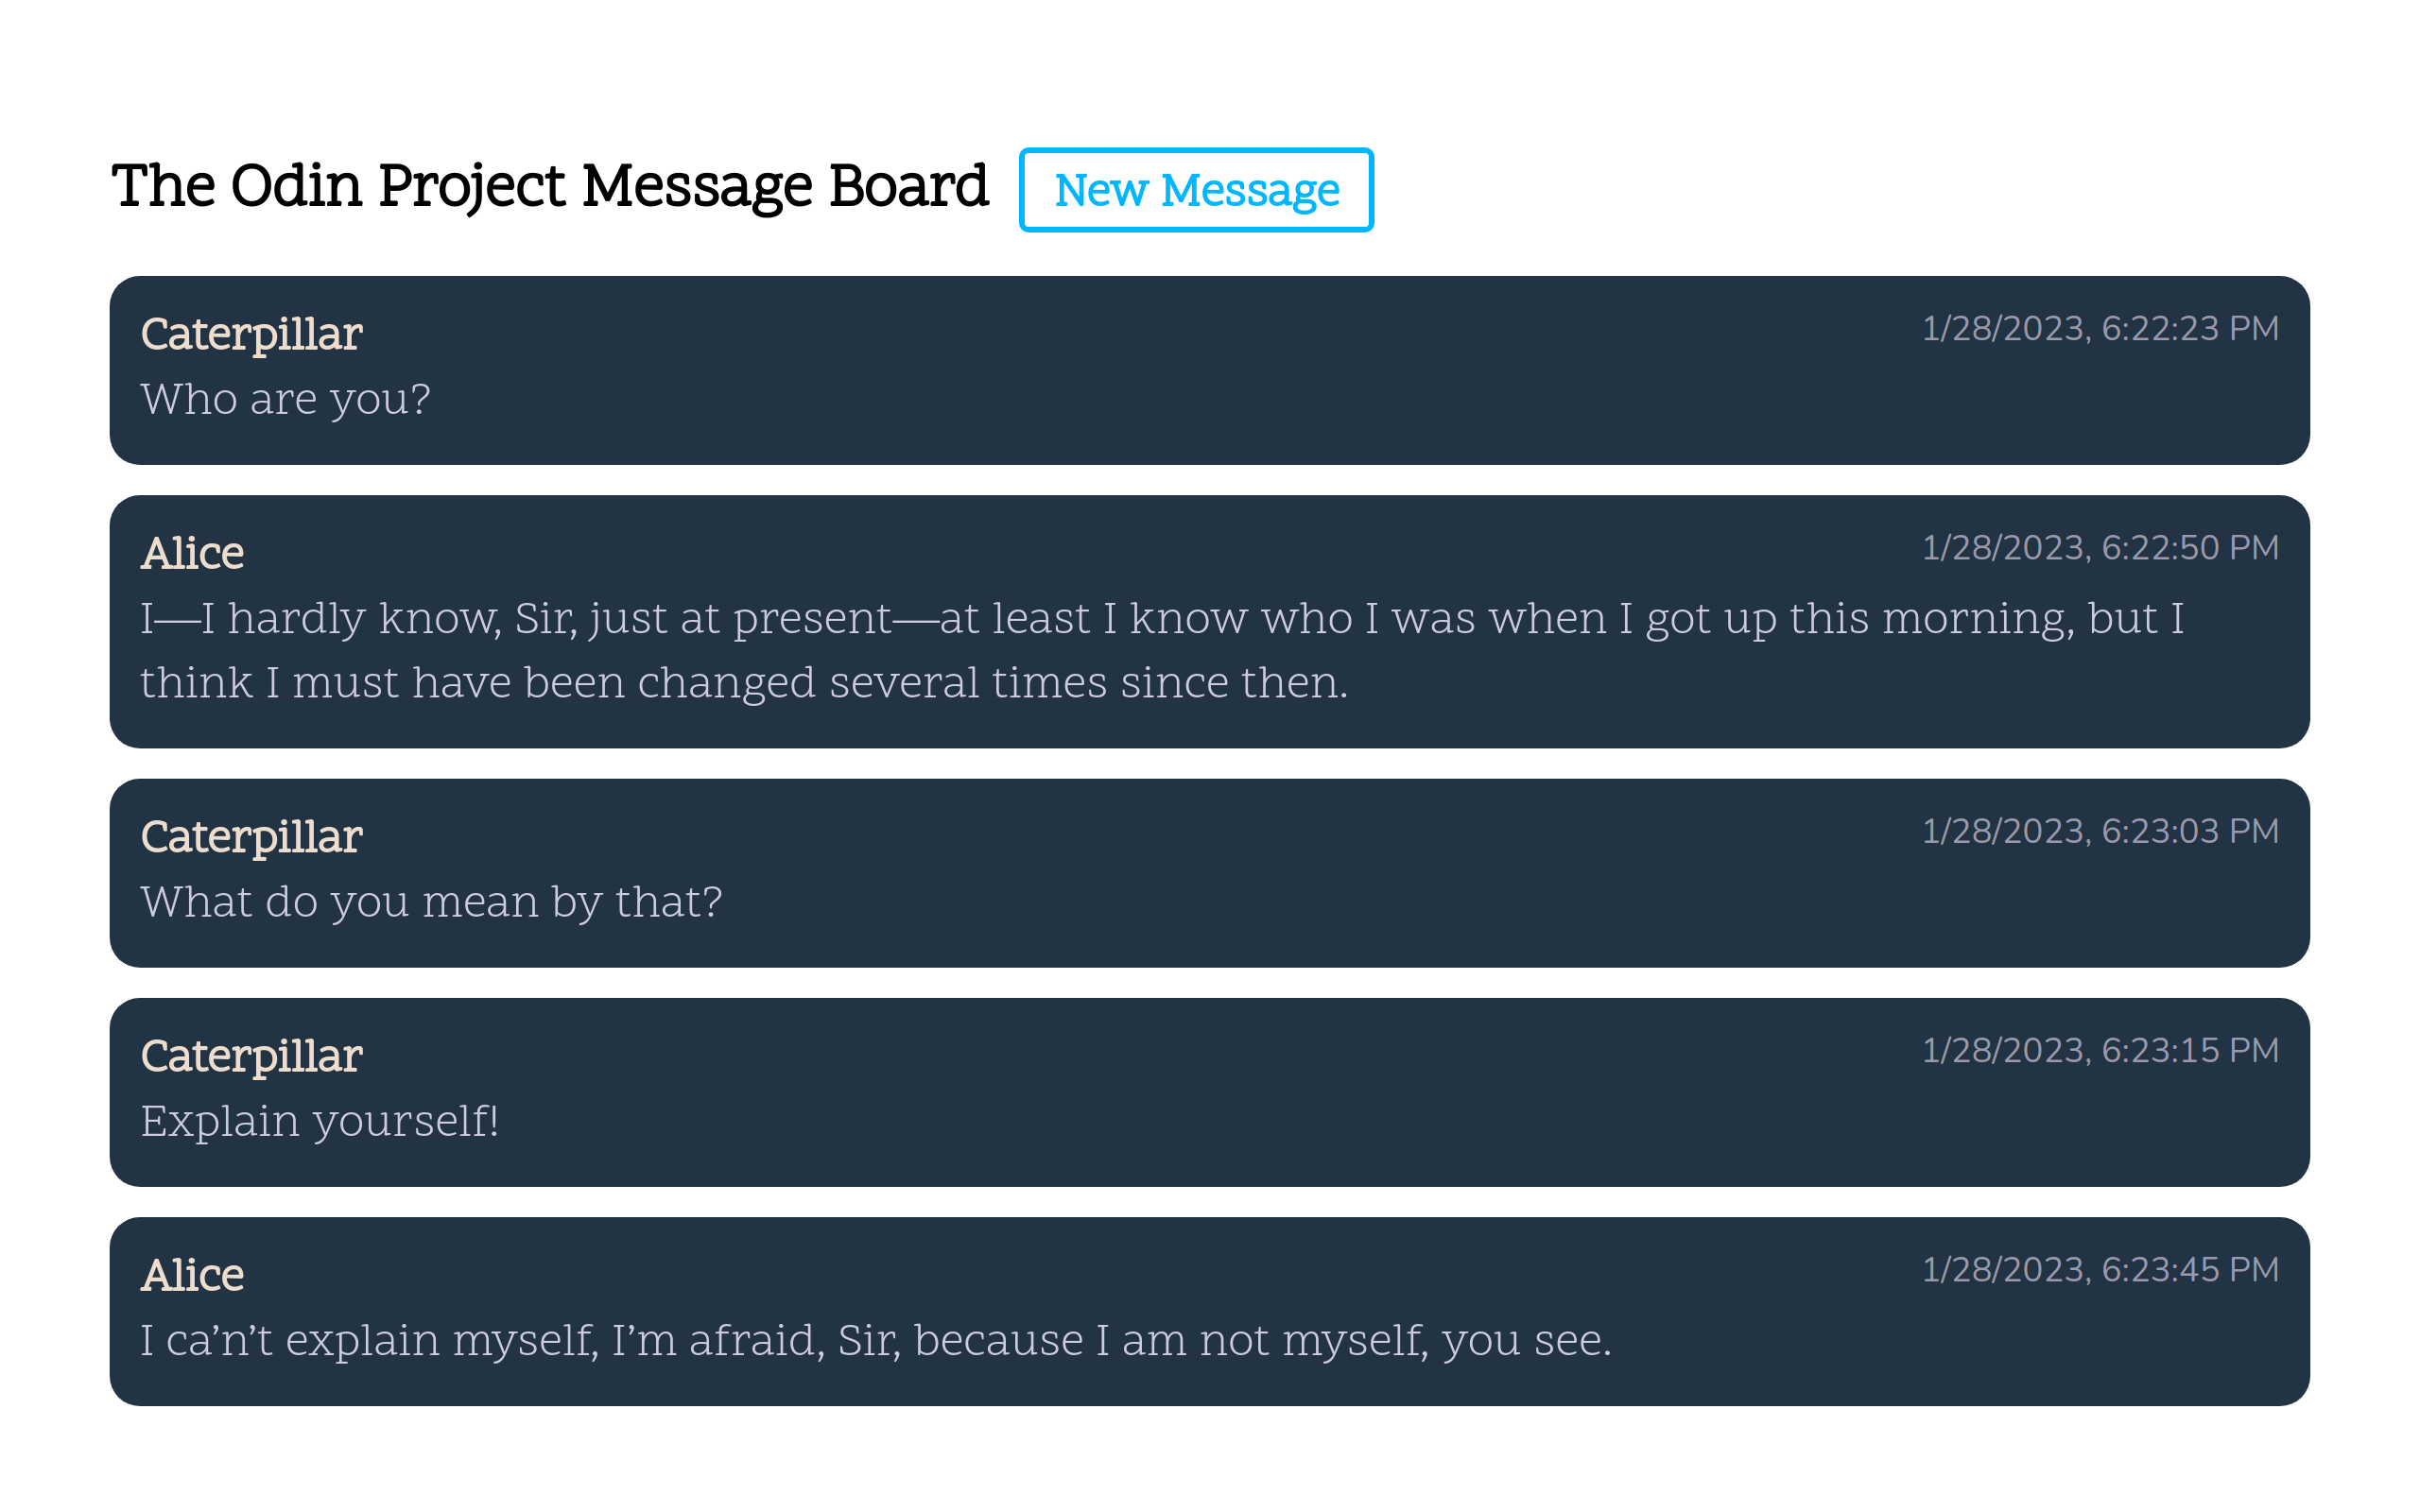 The Odin Project Message Board New Message
Caterpillar 1/28/2023, 6:22:23 PM
Who are you?
Alice 1/28/2023, 6:22:50 PM
I—I hardly know, Sir, just at present—at least I know who I was when I got up this morning, but I
think I must have been changed several times since then.
Caterpillar 1/28/2023, 6:23:03 PM
What do you mean by that?
Caterpillar 1/28/2023, 6:23:15 PM
Explain yourself!
Alice 1/28/2023, 6:23:45 PM
I ca’n’t explain myself, I’m afraid, Sir, because I am not myself, you see.